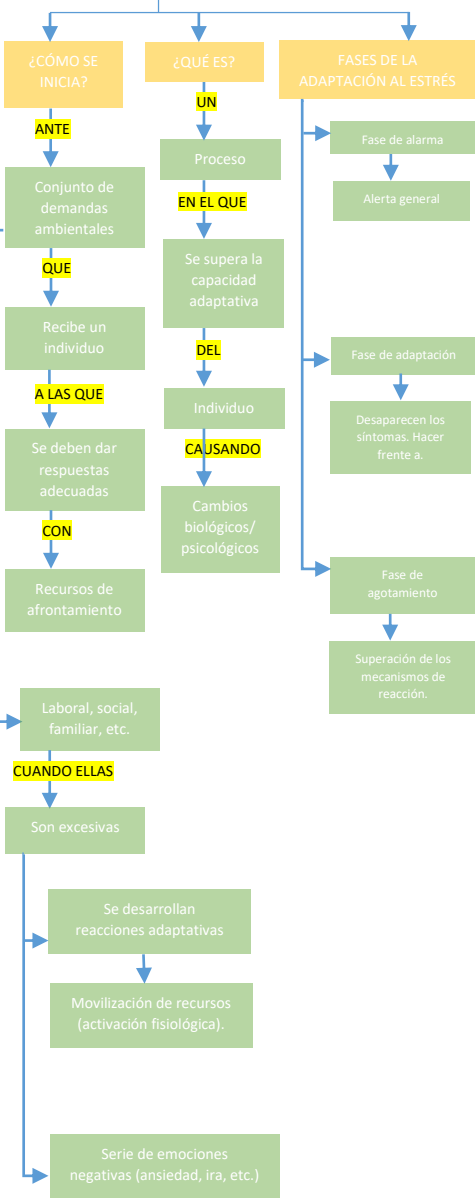 ¿CÓMO SE
INICIA?
ANTE
Conjunto de
demandas
ambientales
QUE
Recibe un
individuo
A LAS QUE
Se deben dar
respuestas
adecuadas
CON
Recursos de
afrontamiento
Laboral, social,
familiar, etc.
CUANDO ELLAS
Son excesivas
Se desarrollan
reacciones adaptativas
Movilización de recursos
(activación fisiológica).
Serie de emociones
negativas (ansiedad, ira, etc.)
¿QUÉ ES?
UN
Proceso
EN EL QUE
Se supera la
capacidad
adaptativa
DEL
Individuo
CAUSANDO
Cambios
biológicos/
psicológicos
FASES DE LA
ADAPTACIÓN AL ESTRÉS
Fase de alarma
Alerta general
Fase de adaptación
Desaparecen los
síntomas. Hacer
frente a.
Fase de
agotamiento
Superación de los
mecanismos de
reacción.